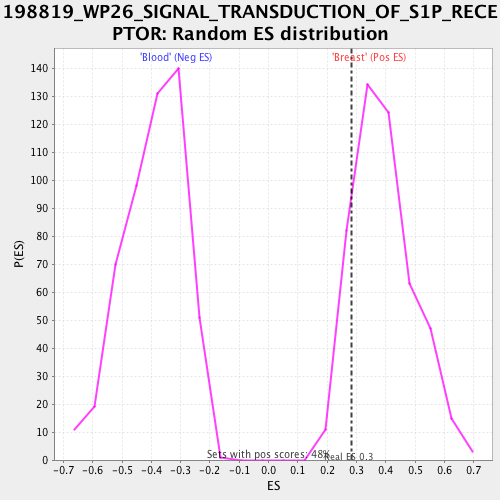 198819_WP26_SIGNAL_TRANSDUCTION_OF_S1P_RECE
PTOR: Random ES distribution
'Blood' (Neg ES)
'Breast' (Pos ES)
140
130
120
110
100
90
80
70
60
50
40
30
20
10
0
P(ES)
Sets with pos scores: 48%
Real ES 0.3
-0.7 -0.6 -0.5 -0.4 -0.3 -0.2 -0.1 0.0 0.1 0.2 0.3 0.4 0.5 0.6 0.7
ES